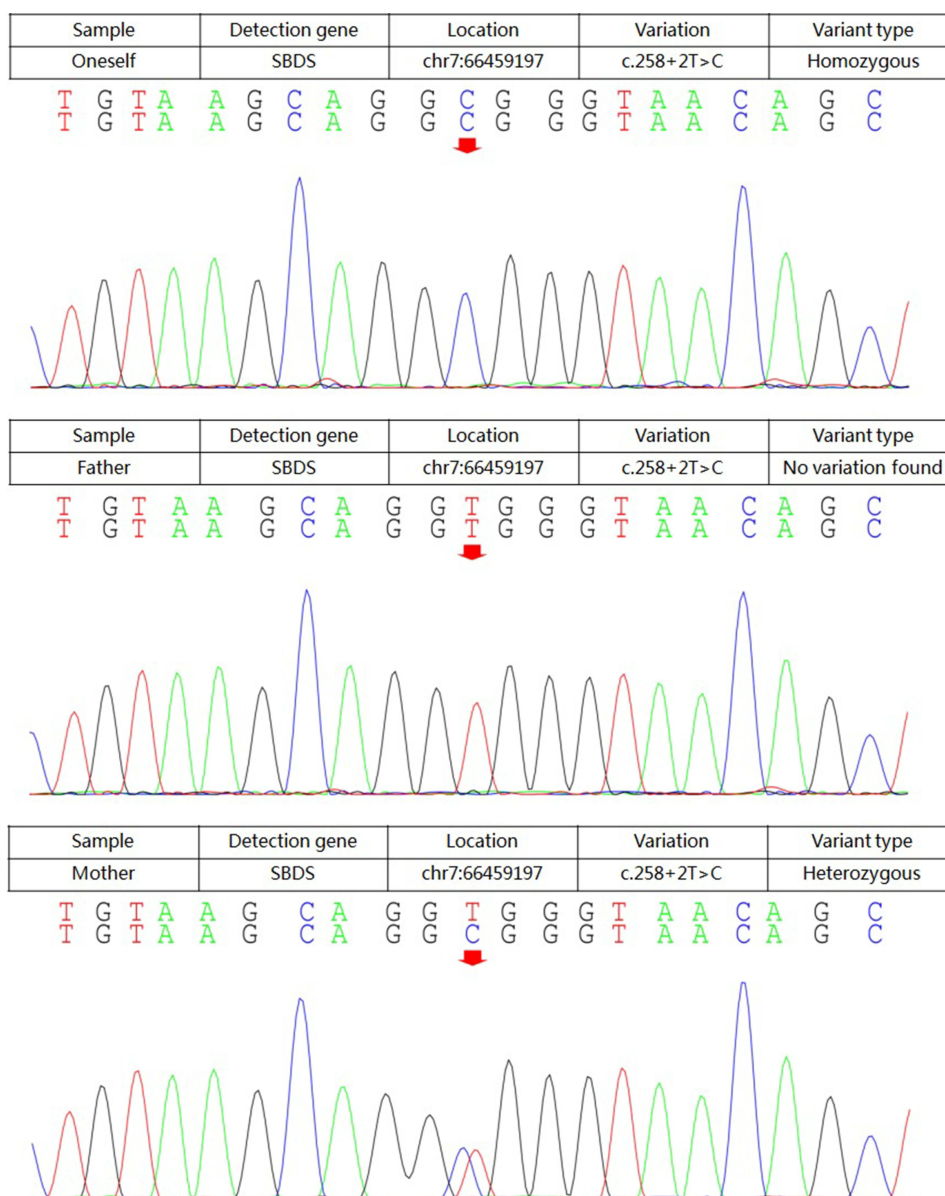 Sample Detection gene Location Variation Variant type
Oneself SBDS chr7:66459197 c.258+2T>C Homozygous
T G T A A G C A G G C G G G T A A C A G C
T G T A A G C A G G C G G G T A A C A G C
Sample Detection gene Location Variation Variant type
Father SBDS chr7:66459197 c.258+2T>C No variation found
T G T A A G C A G G T G G G T A A C A G C
T G T A A G C A G G T G G G T A A C A G C
Sample Detection gene Location Variation Variant type
Mother SBDS chr7:66459197 c.258+2T>C Heterozygous
T G T A A G C A G G T G G G T A A C A G C
T G T A A G C A G G C G G G T A A C A G C